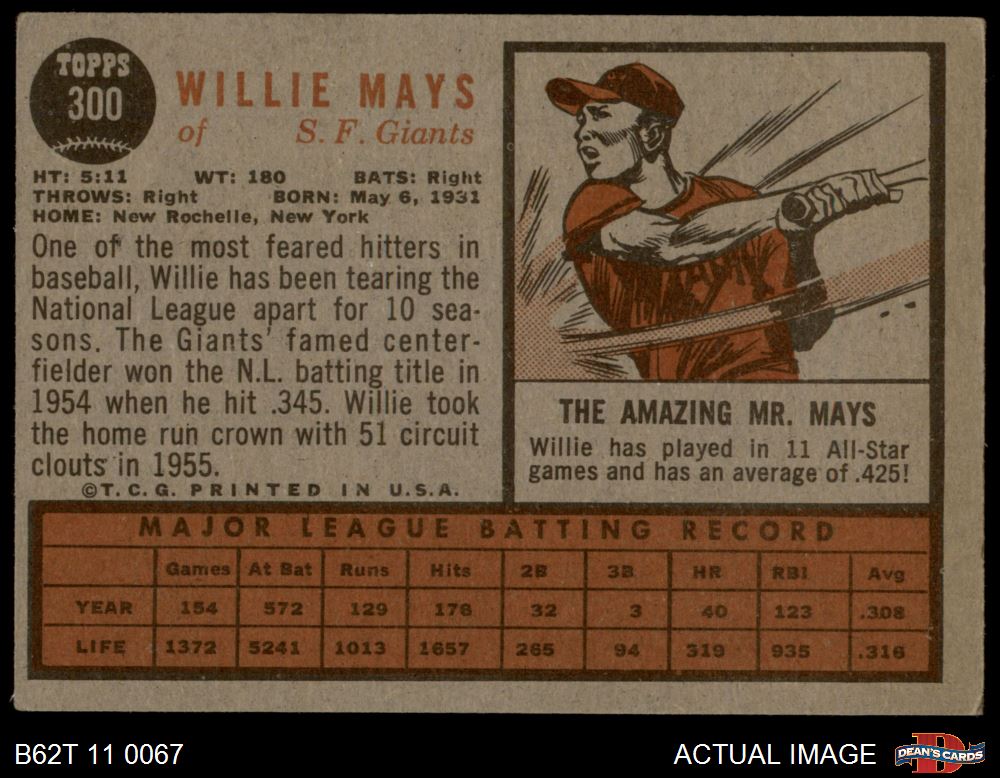 TOPPS
300
WILLIE MAYS
of S. F. Giants
HT: 5:11 WT: 180 BATS: Right
THROWS: Right BORN: May 6, 1931
HOME: New Rochelle, New York
One of the most feared hitters in
baseball, Willie has been tearing the
National League apart for 10 sea-
sons. The Giants' famed center-
fielder won the N.L. batting title in
1954 when he hit .345. Willie took
the home run crown with 51 circuit
clouts in 1955.
©T.C.G. PRINTED IN U.S.A.
THE AMAZING MR. MAYS
Willie has played in 11 All-Star
games and has an average of .425!
MAJOR LEAGUE BATTING RECORD
Games At Bat Runs Hits 2B 3B HR RBI Avg
YEAR 154 572 129 176 32 3 40 123 .308
LIFE 1372 5241 1013 1657 265 94 319 935 .316
B62T 11 0067
ACTUAL IMAGE
DEAN'S CARDS